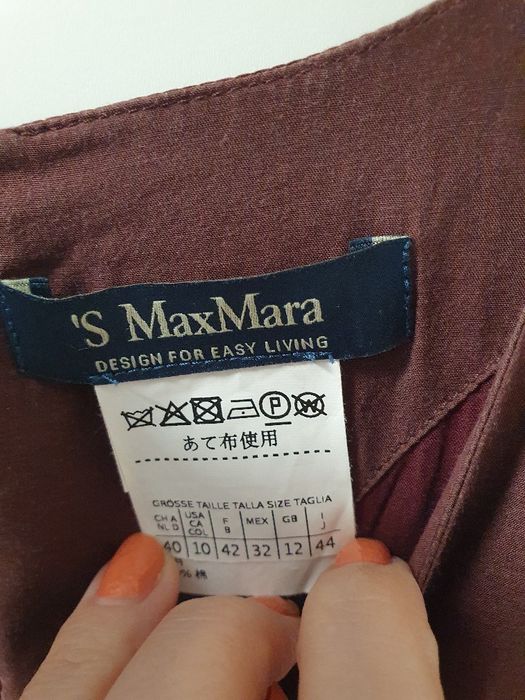 'S MaxMara
DESIGN FOR EASY LIVING
P W
あて布使用
GRÖSSE TAILLE TALLA SIZE TAGLIA
CH A NL D USA CA COL F B MEX GB I J
40 10 42 32 12 44
% 棉